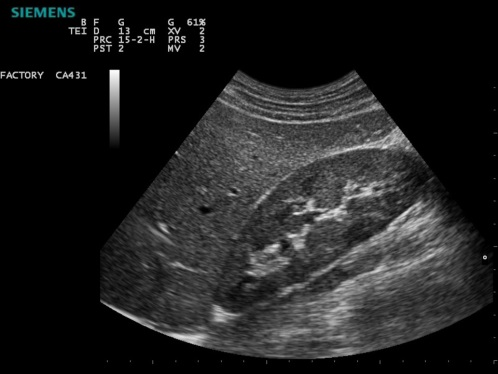 SIEMENS
B F G G 61%
TEI D 13 cm XV 2
PRC 15-2-H PRS 3
PST 2 MV 2
FACTORY CA431